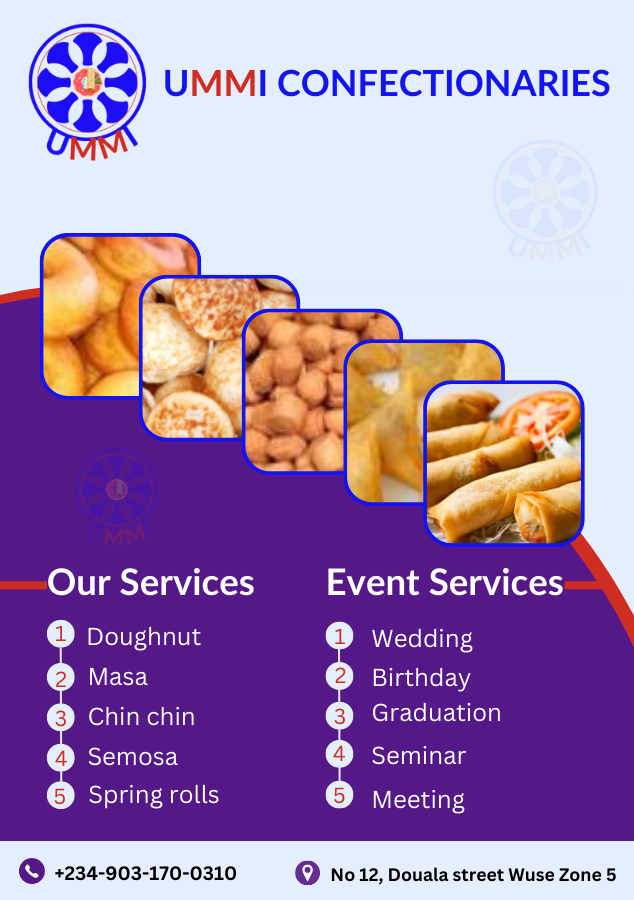 UMMI CONFECTIONARIES
UMMI
UMMI
UMMI
Our Services
1 Doughnut
2 Masa
3 Chin chin
4 Semosa
5 Spring rolls
Event Services
1 Wedding
2 Birthday
3 Graduation
4 Seminar
5 Meeting
+234-903-170-0310
No 12, Douala street Wuse Zone 5